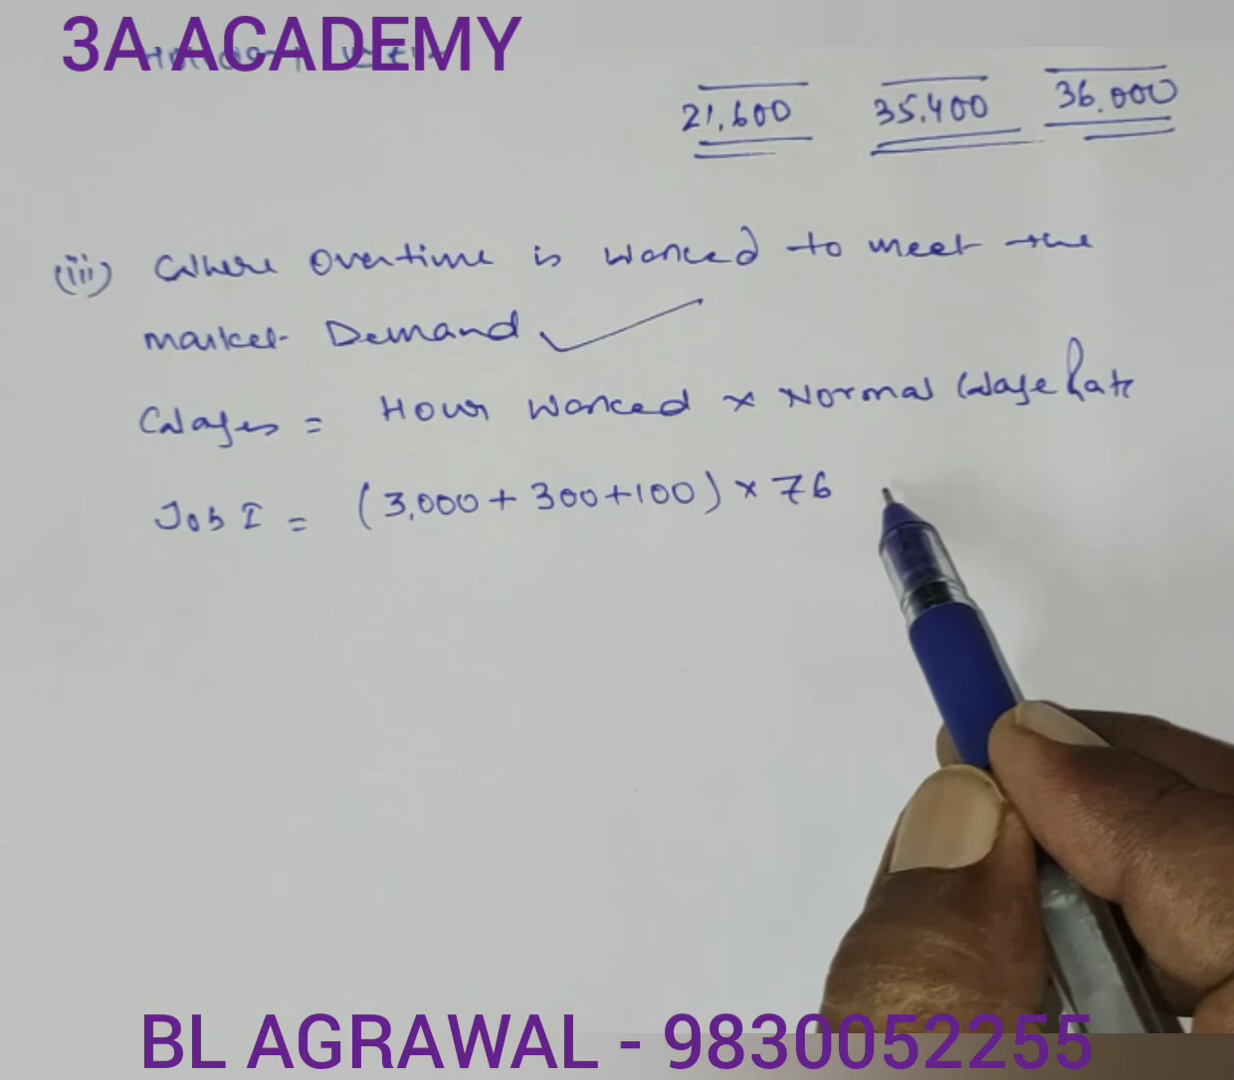 3A ACADEMY
21,600 35,400 36,000
(iii) Where Overtime is Worked to meet the
market Demand
Wages = Hour Worked × Normal Wage Rate
Job I = (3,000 + 300+100) × 76
BL AGRAWAL - 9830052255